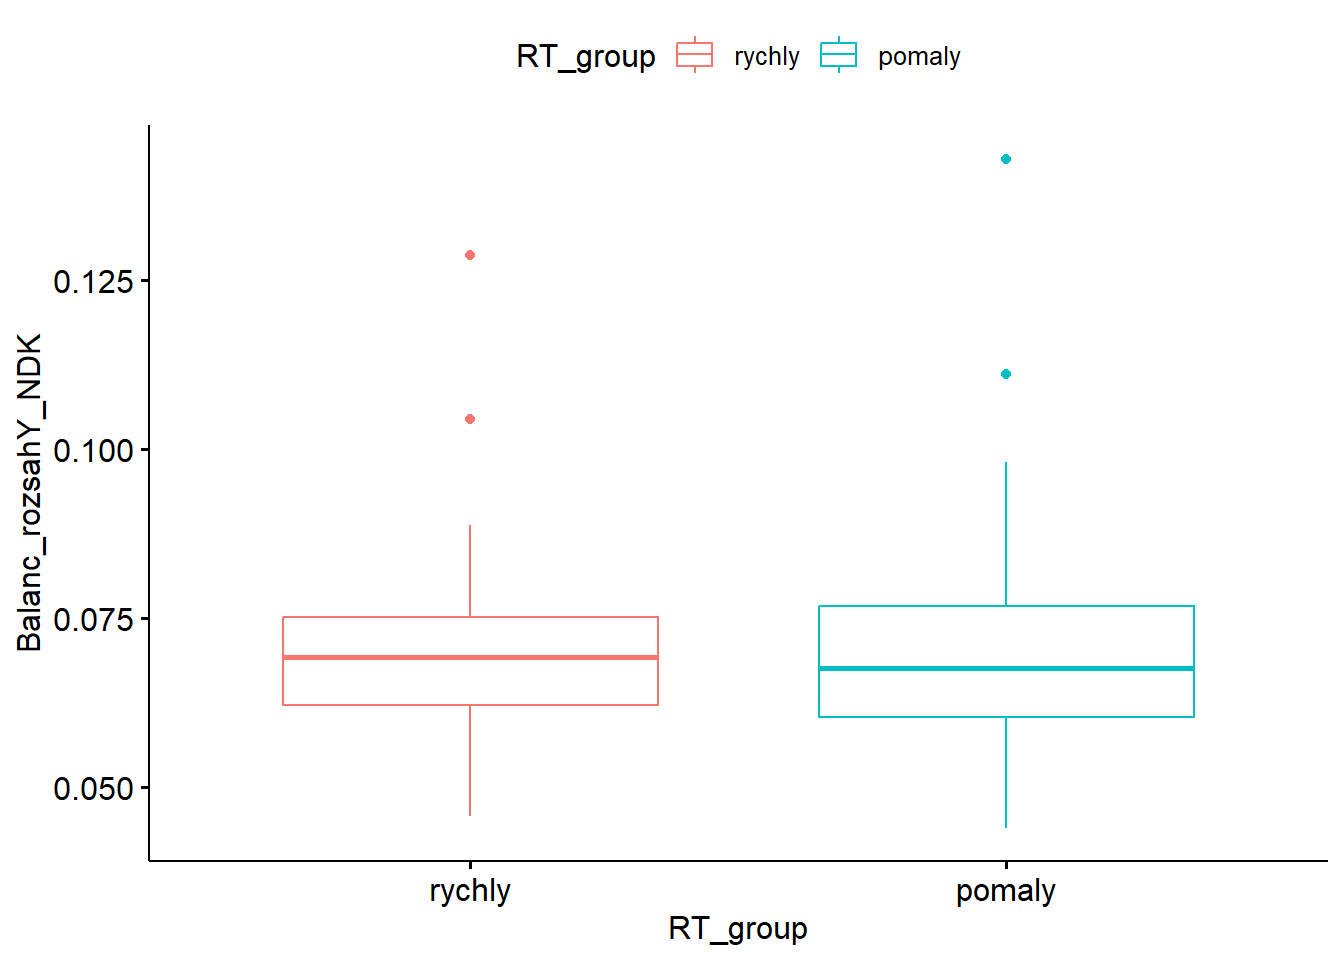 RT_group rychly pomaly
Balanc_rozsahY_NDK
0.125
0.100
0.075
0.050
rychly pomaly
RT_group